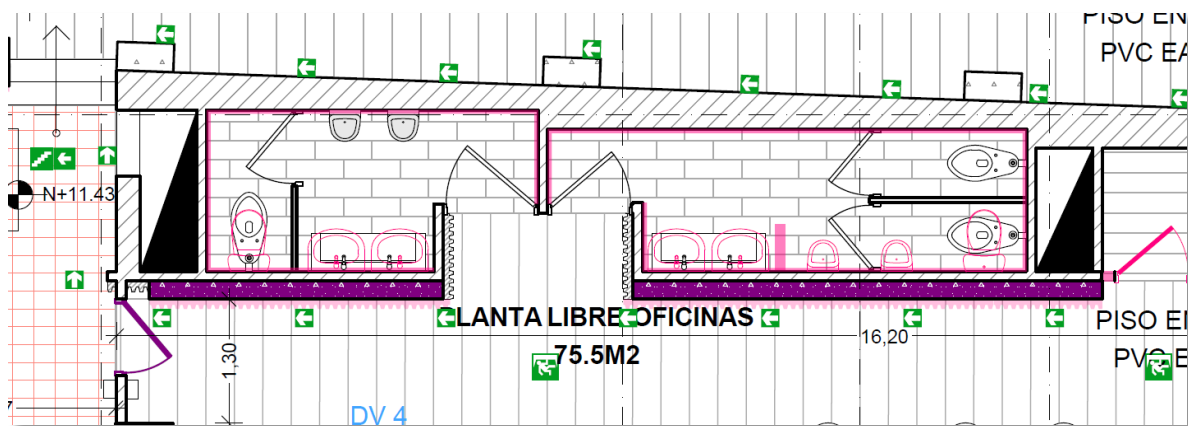 PISO EN
PVC EA
N+11.43
PLANTA LIBRE OFICINAS
75.5M2
16,20
1,30
PISO EN
PVC E
DV 4